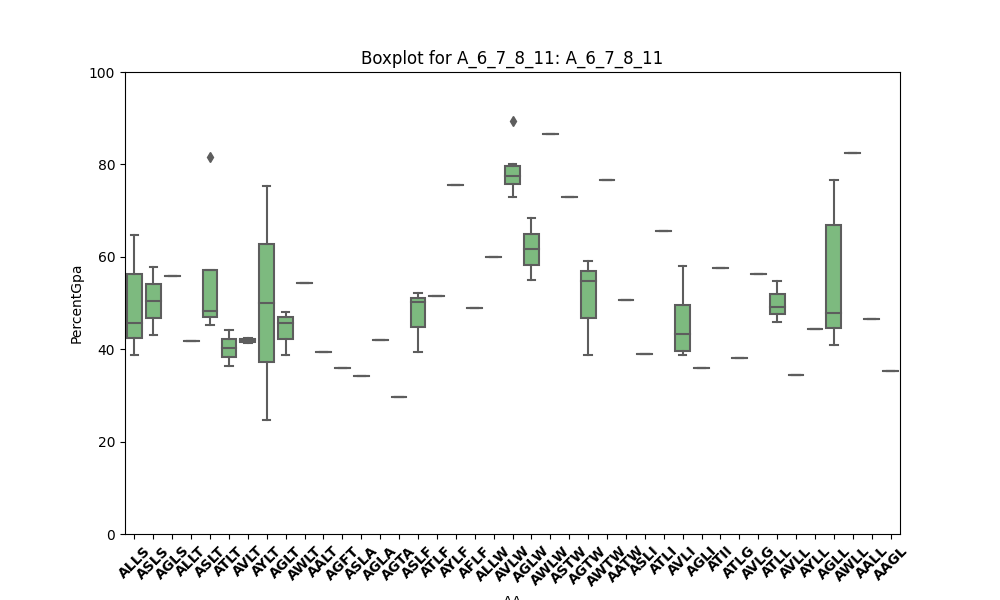 Boxplot for A_6_7_8_11: A_6_7_8_11
100
80
60
40
20
0
PercentGpa
ALLS
ASLS
AGLS
ALLT
ASLT
ATLT
AVLT
AYLT
AGLT
AWLT
AALT
AGFT
ASLA
AGLA
AGTA
ASLF
ATLF
AYLF
AFLF
ALLW
AVLW
AGLW
AWLW
ASTW
AGTW
AWTW
AATW
ASLI
ATLI
AVLI
AGLI
ATII
ATLG
AVLG
ATLL
AVLL
AYLL
AGLL
AWLL
AALL
AAGL
AA